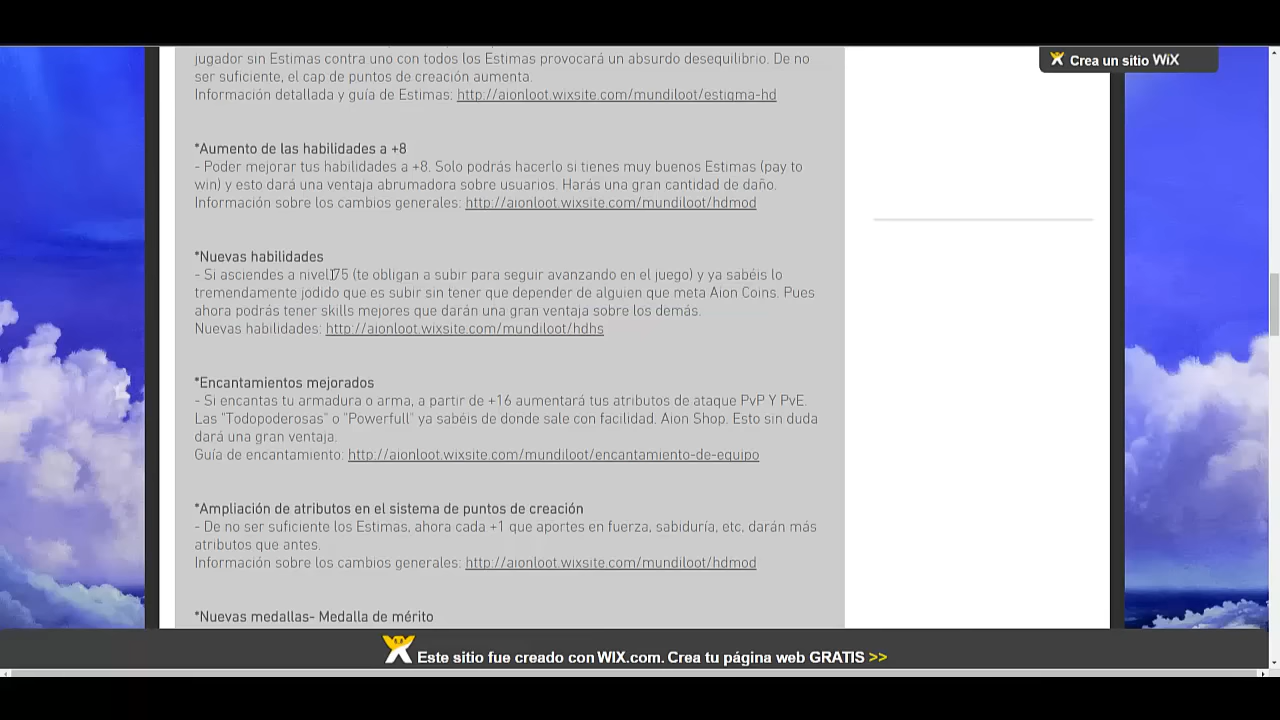 jugador sin Estimas contra uno con todos los Estimas provocará un absurdo desequilibrio. De no
ser suficiente, el cap de puntos de creación aumenta.
Información detallada y guía de Estimas: http://aionloot.wixsite.com/mundiloot/estigma-hd
*Aumento de las habilidades a +8
- Poder mejorar tus habilidades a +8. Solo podrás hacerlo si tienes muy buenos Estimas (pay to
win) y esto dará una ventaja abrumadora sobre usuarios. Harás una gran cantidad de daño.
Información sobre los cambios generales: http://aionloot.wixsite.com/mundiloot/hdmod
*Nuevas habilidades
- Si asciendes a nivel 75 (te obligan a subir para seguir avanzando en el juego) y ya sabéis lo
tremendamente jodido que es subir sin tener que depender de alguien que meta Aion Coins. Pues
ahora podrás tener skills mejores que darán una gran ventaja sobre los demás.
Nuevas habilidades: http://aionloot.wixsite.com/mundiloot/hdhs
*Encantamientos mejorados
- Si encantas tu armadura o arma, a partir de +16 aumentará tus atributos de ataque PvP Y PvE.
Las "Todopoderosas" o "Powerfull" ya sabéis de donde sale con facilidad. Aion Shop. Esto sin duda
dará una gran ventaja.
Guía de encantamiento: http://aionloot.wixsite.com/mundiloot/encantamiento-de-equipo
*Ampliación de atributos en el sistema de puntos de creación
- De no ser suficiente los Estimas, ahora cada +1 que aportes en fuerza, sabiduría, etc, darán más
atributos que antes.
Información sobre los cambios generales: http://aionloot.wixsite.com/mundiloot/hdmod
*Nuevas medallas- Medalla de mérito
Crea un sitio WiX
Este sitio fue creado con WIX.com. Crea tu página web GRATIS >>